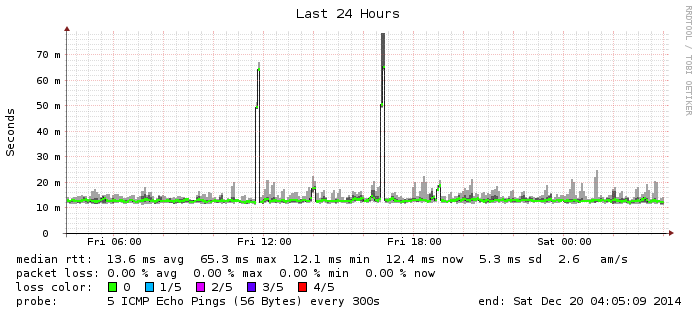 Last 24 Hours
RRDTOOL / TOBI OETIKER
Seconds
70 m
60 m
50 m
40 m
30 m
20 m
10 m
0
Fri 06:00 Fri 12:00 Fri 18:00 Sat 00:00
median rtt: 13.6 ms avg 65.3 ms max 12.1 ms min 12.4 ms now 5.3 ms sd 2.6 am/s
packet loss: 0.00 % avg 0.00 % max 0.00 % min 0.00 % now
loss color: 0 1/5 2/5 3/5 4/5
probe: 5 ICMP Echo Pings (56 Bytes) every 300s end: Sat Dec 20 04:05:09 2014